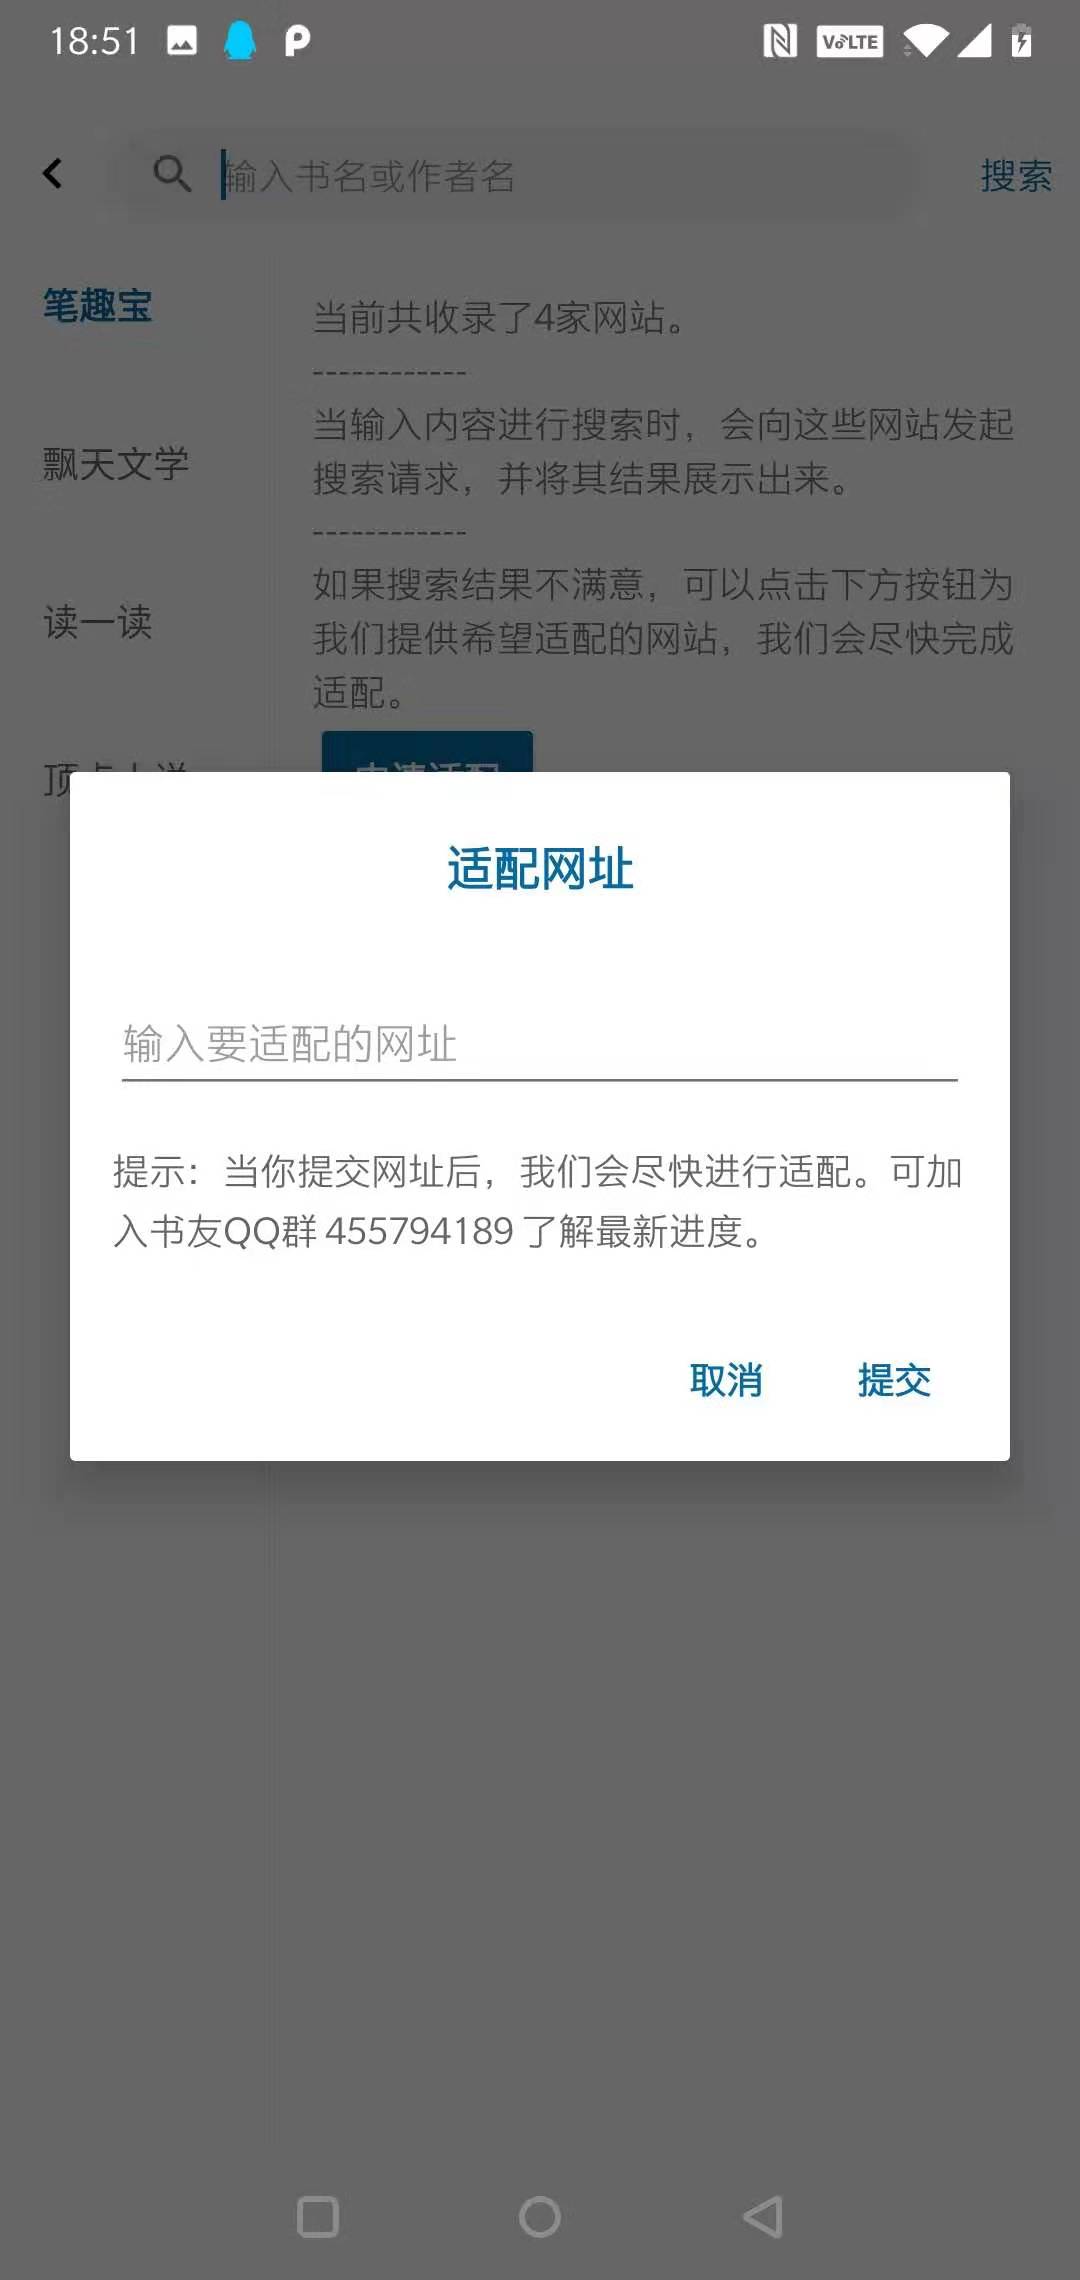 18:51
VoLTE
输入书名或作者名
搜索
笔趣宝
飘天文学
读一读
当前共收录了4家网站。
------------
当输入内容进行搜索时，会向这些网站发起
搜索请求，并将其结果展示出来。
------------
如果搜索结果不满意，可以点击下方按钮为
我们提供希望适配的网站，我们会尽快完成
适配。
申请适配
顶点小说
适配网址
输入要适配的网址
提示：当你提交网址后，我们会尽快进行适配。可加
入书友QQ群 455794189 了解最新进度。
取消
提交